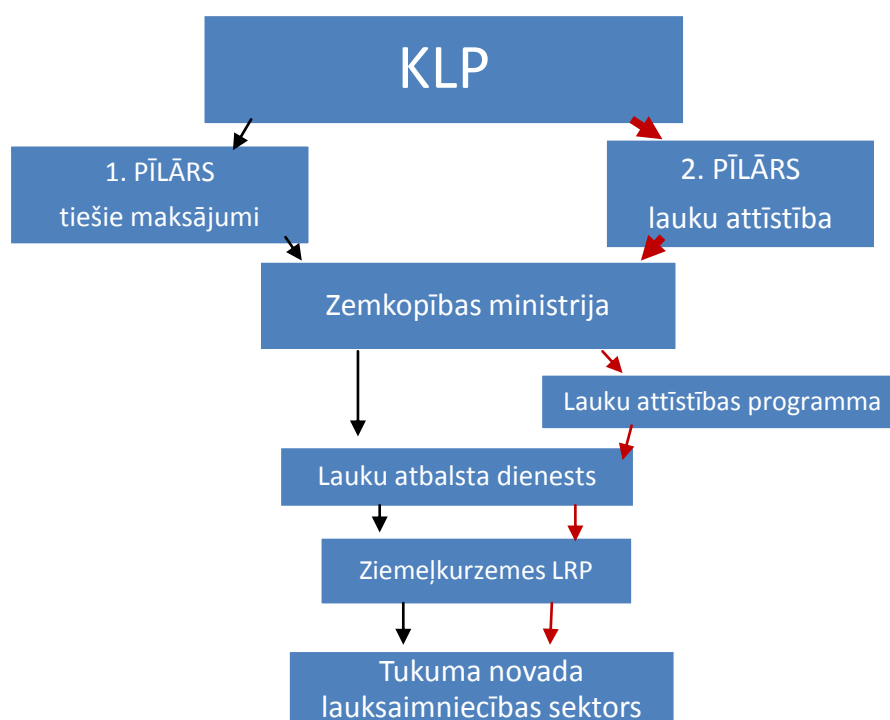 KLP
1. PĪLĀRS
tiešie maksājumi
2. PĪLĀRS
lauku attīstība
Zemkopības ministrija
Lauku attīstības programma
Lauku atbalsta dienests
Ziemeļkurzemes LRP
Tukuma novada
lauksaimniecības sektors